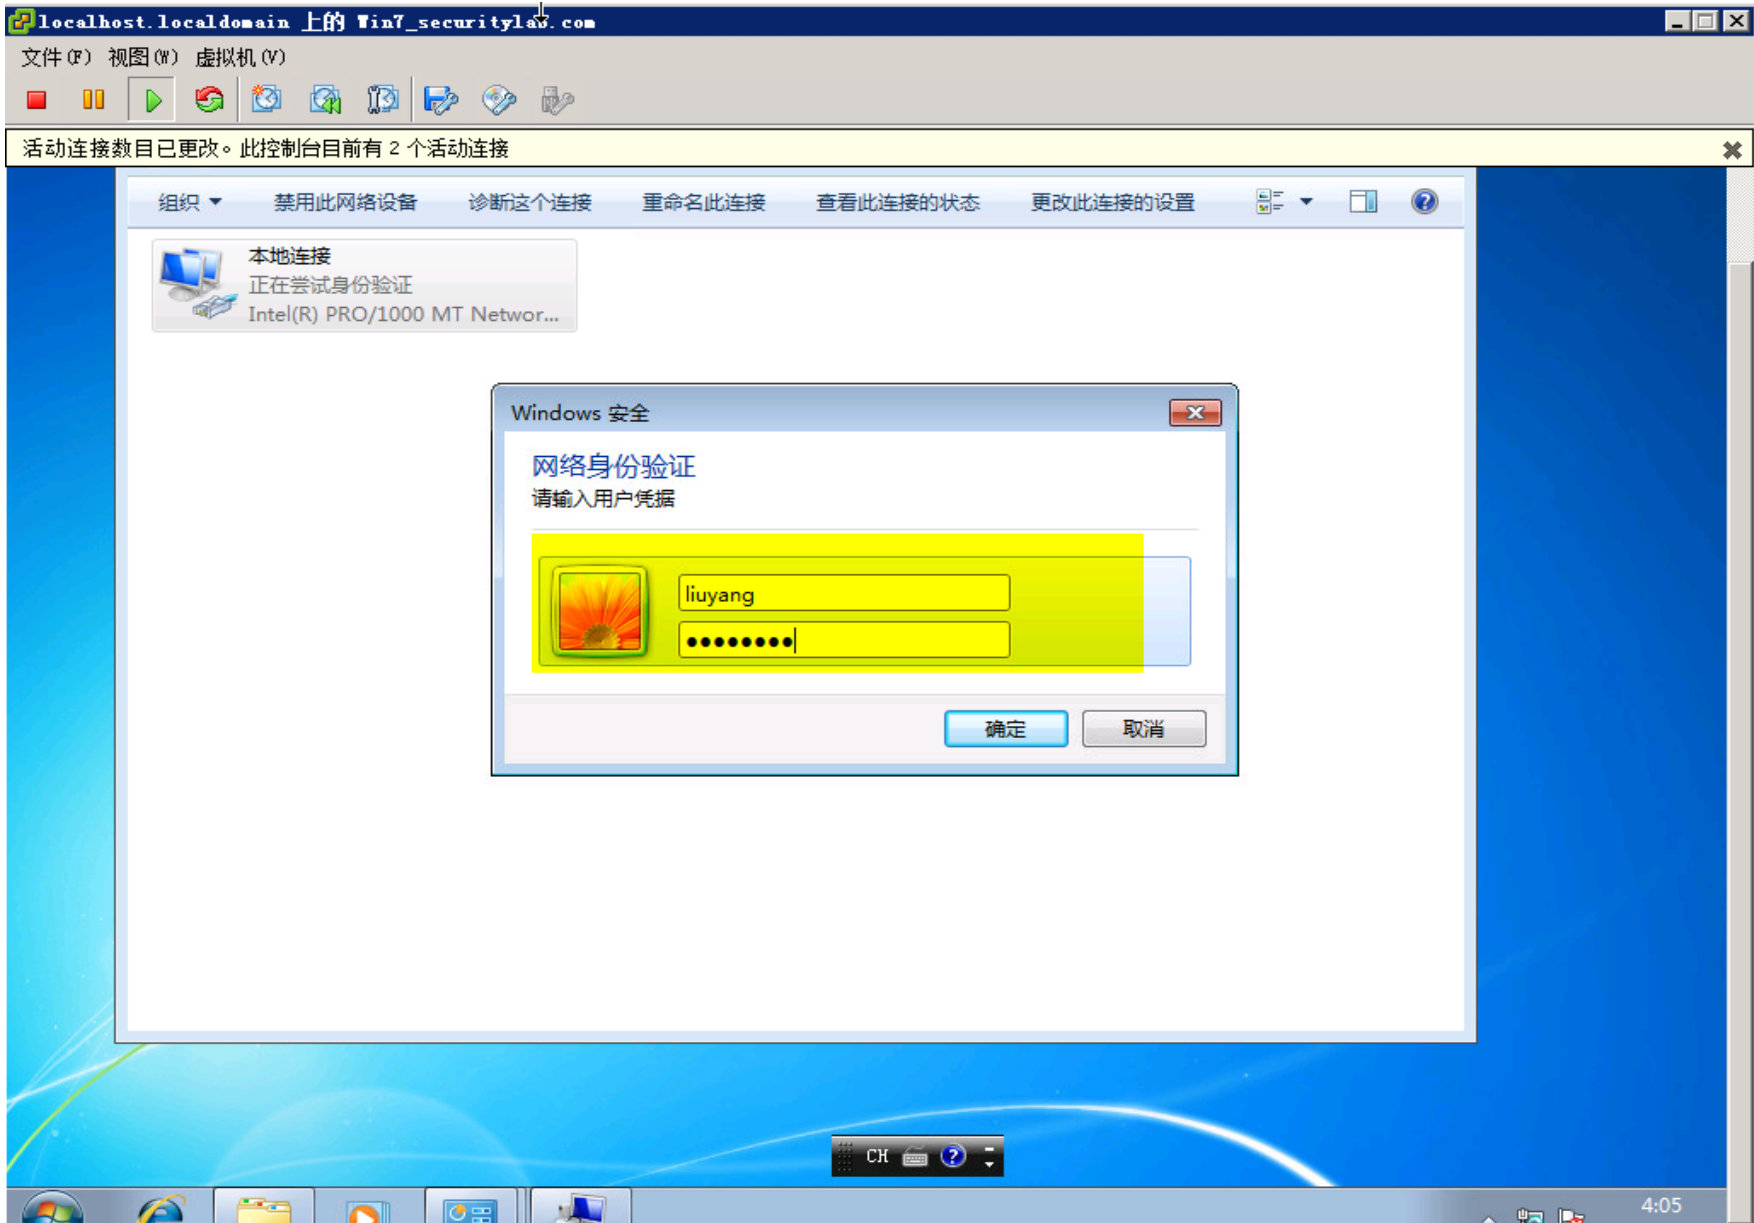 localhost.localdomain 上的 Win7_securitylab.com
文件(F) 视图(W) 虚拟机(V)
活动连接数目已更改。此控制台目前有 2 个活动连接
组织 禁用此网络设备 诊断这个连接 重命名此连接 查看此连接的状态 更改此连接的设置
本地连接
正在尝试身份验证
Intel(R) PRO/1000 MT Networ...
Windows 安全
网络身份验证
请输入用户凭据
liuyang
●●●●●●●●
确定 取消
CH
4:05